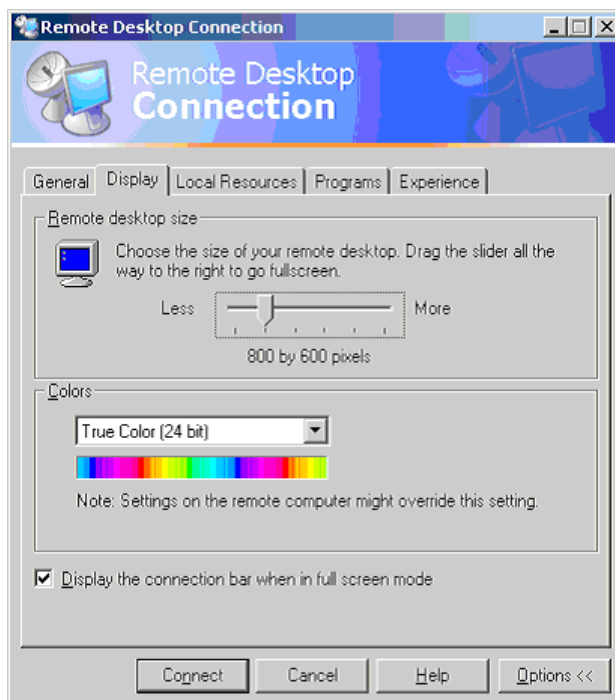 Remote Desktop Connection
Remote Desktop
Connection
General Display Local Resources Programs Experience
Remote desktop size
Choose the size of your remote desktop. Drag the slider all the
way to the right to go fullscreen.
Less More
800 by 600 pixels
Colors
True Color (24 bit)
Note: Settings on the remote computer might override this setting.
Display the connection bar when in full screen mode
Connect Cancel Help Options <<